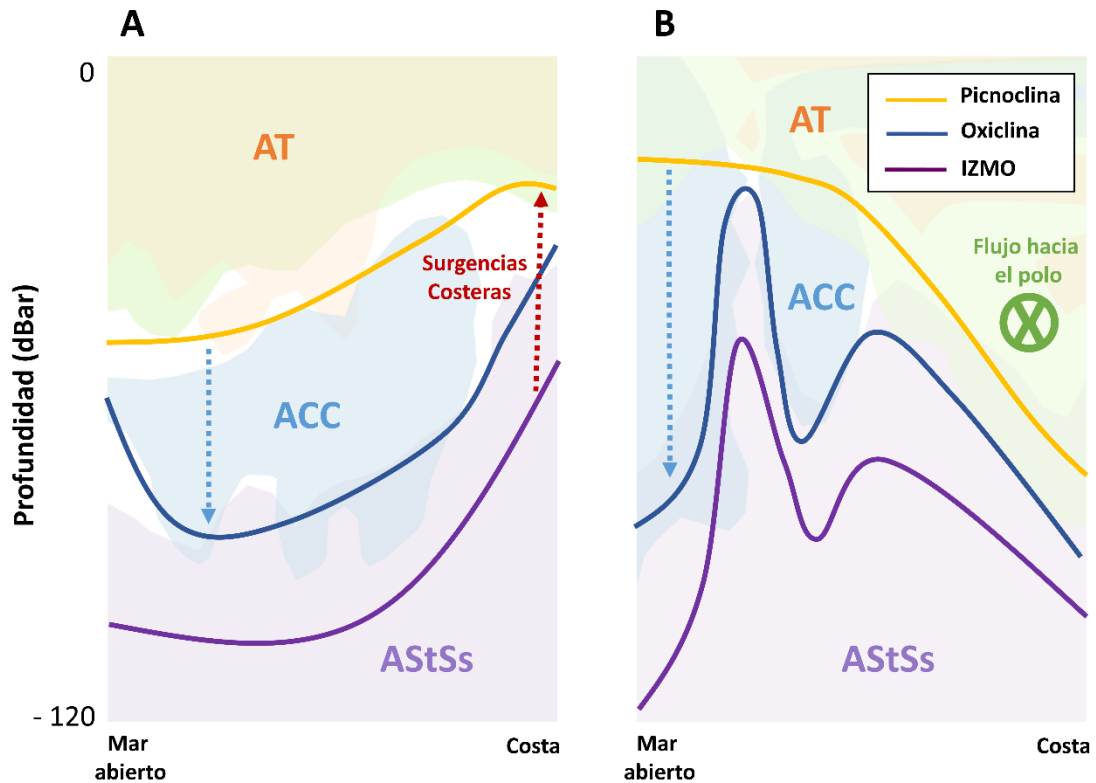 A
B
0
Profundidad (dBar)
- 120
AT
Surgencias
Costeras
ACC
AStSs
Mar
abierto
Costa
AT
Picnoclina
Oxiclina
IZMO
Flujo hacia
el polo
X
ACC
AStSs
Mar
abierto
Costa